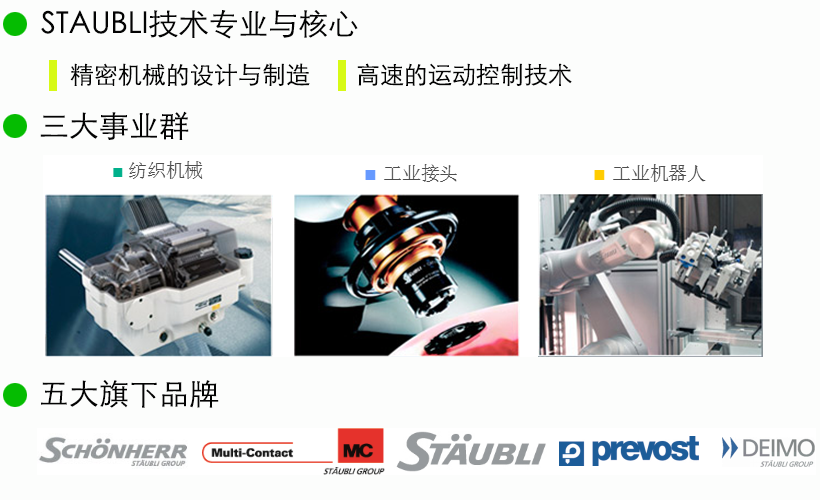 STAUBLI技术专业与核心
精密机械的设计与制造
高速的运动控制技术
三大事业群
纺织机械
工业接头
工业机器人
STÄUBLI
五大旗下品牌
SCHÖNHERR
STÄUBLI GROUP
Multi-Contact
MC
STÄUBLI GROUP
STÄUBLI
prevost
DEIMO
STÄUBLI GROUP